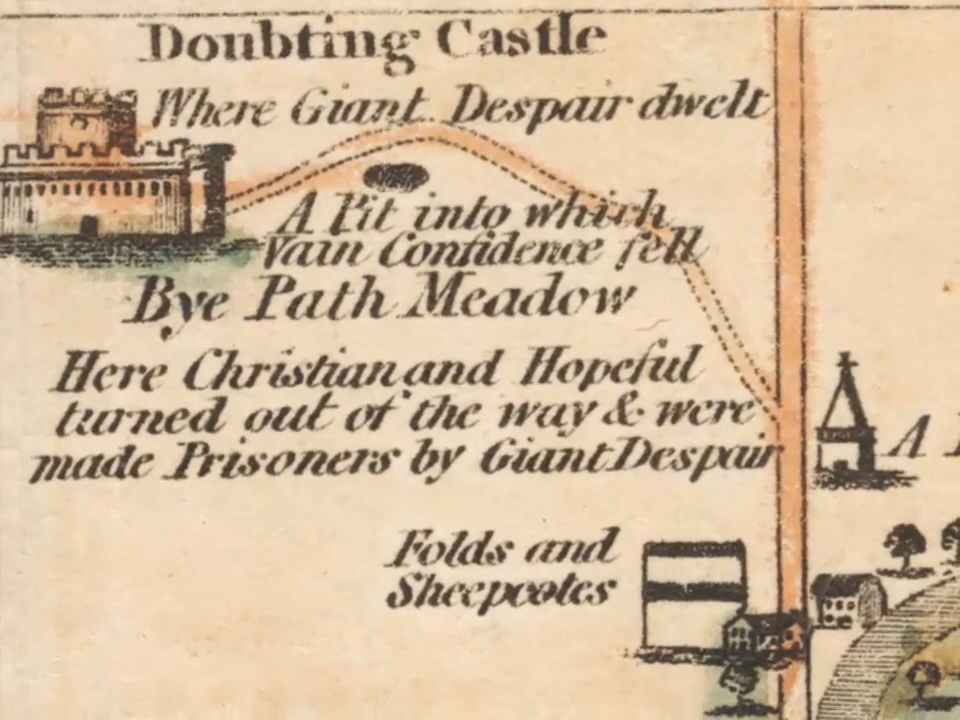 Doubting Castle
Where Giant Despair dwelt
A Pit into which
Vain Confidence fell
Bye Path Meadow
Here Christian and Hopeful
turned out of the way & were
made Prisoners by Giant Despair
A
Folds and
Sheepcotes